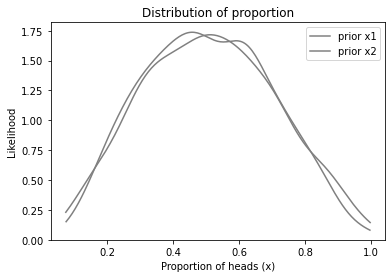 Distribution of proportion
prior x1
prior x2
Likelihood
1.75
1.50
1.25
1.00
0.75
0.50
0.25
0.00
0.2 0.4 0.6 0.8 1.0
Proportion of heads (x)